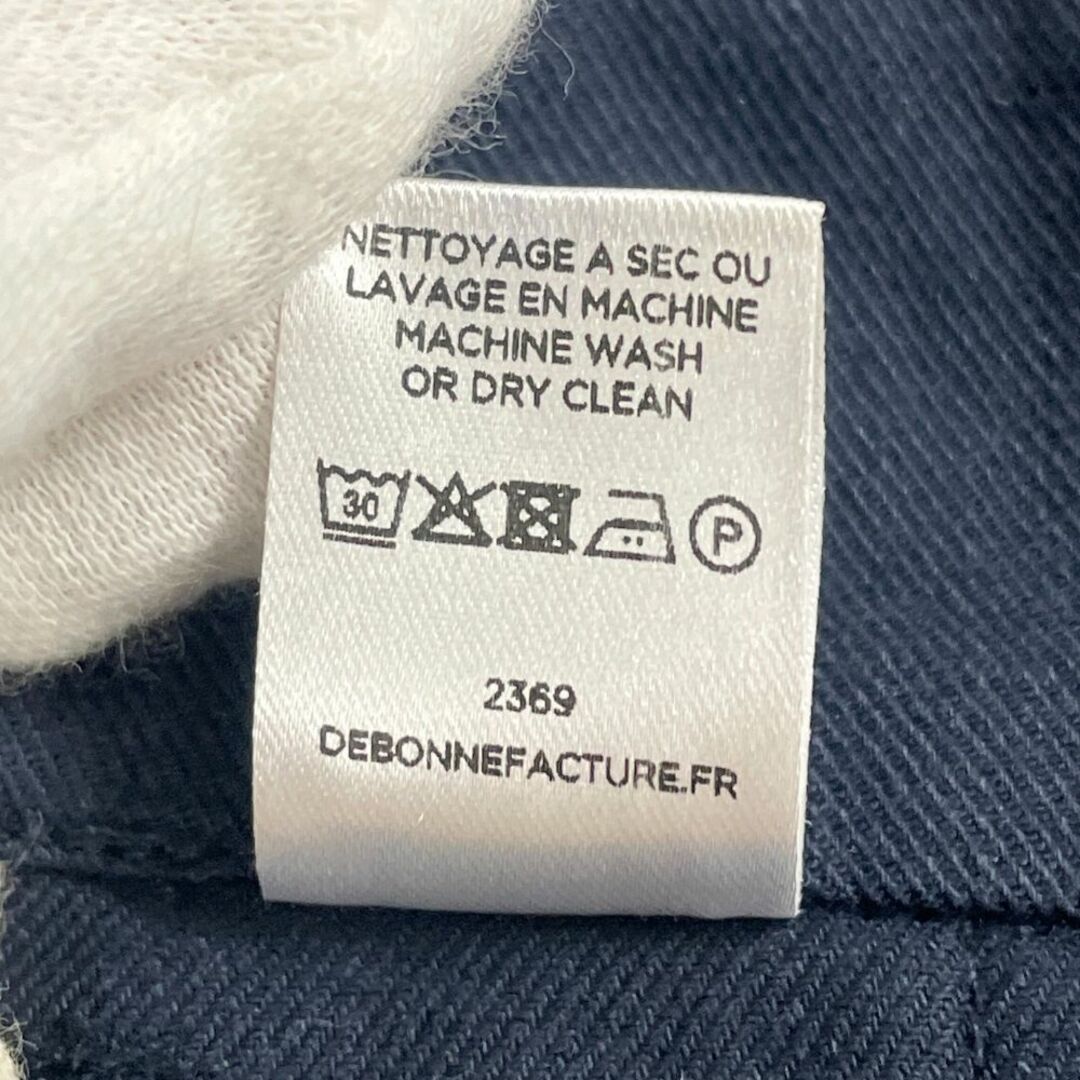 NETTOYAGE A SEC OU
LAVAGE EN MACHINE
MACHINE WASH
OR DRY CLEAN
30 P
2369
DEBONNEFACTURE.FR